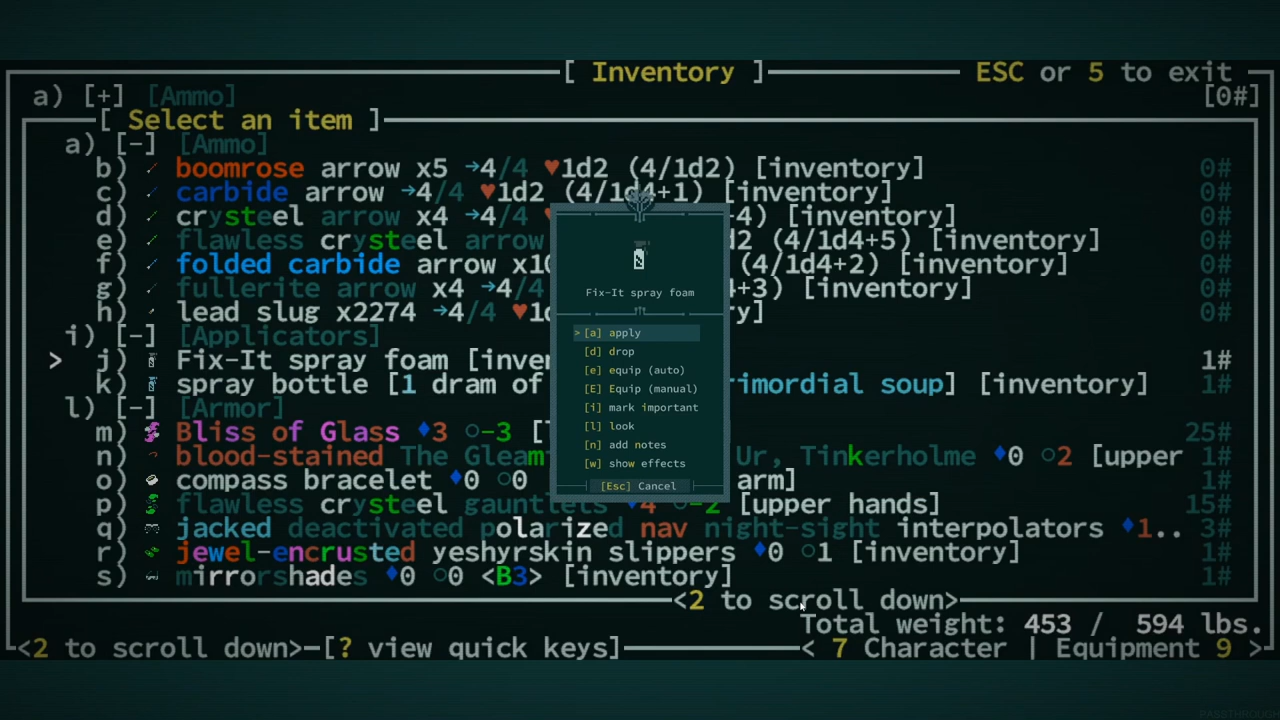 [ Inventory ] ESC or 5 to exit
a) [+] [Ammo] [0#]
[ Select an item ]
a) [-] [Ammo]
b) boomrose arrow x5 →4/4 ♥1d2 (4/1d2) [inventory] 0#
c) carbide arrow →4/4 ♥1d2 (4/1d4+1) [inventory] 0#
d) crysteel arrow x4 →4/4 -4) [inventory] 0#
e) flawless crysteel arrow d2 (4/1d4+5) [inventory] 0#
f) folded carbide arrow x10 (4/1d4+2) [inventory] 0#
g) fullerite arrow x4 →4/4 +3) [inventory] 0#
h) lead slug x2274 →4/4 ♥1d y] 0#
i) [-] [Applicators]
> j) Fix-It spray foam [inven 1#
k) spray bottle [1 dram of imordial soup] [inventory] 1#
l) [-] [Armor]
m) Bliss of Glass ♦3 ○-3 [ 25#
n) blood-stained The Gleam Ur, Tinkerholme ♦0 ○2 [upper 1#
o) compass bracelet ♦0 ○0 arm] 1#
p) flawless crysteel gauntlets ♦4 ○-2 [upper hands] 15#
q) jacked deactivated polarized nav night-sight interpolators ♦1.. 3#
r) jewel-encrusted yeshyrskin slippers ♦0 ○1 [inventory] 1#
s) mirrorshades ♦0 ○0 <B3> [inventory] 1#
<2 to scroll down>
Total weight: 453 / 594 lbs.
<2 to scroll down> [? view quick keys] < 7 Character | Equipment 9 >
Fix-It spray foam
> [a] apply
[d] drop
[e] equip (auto)
[E] Equip (manual)
[i] mark important
[l] look
[n] add notes
[w] show effects
[Esc] Cancel